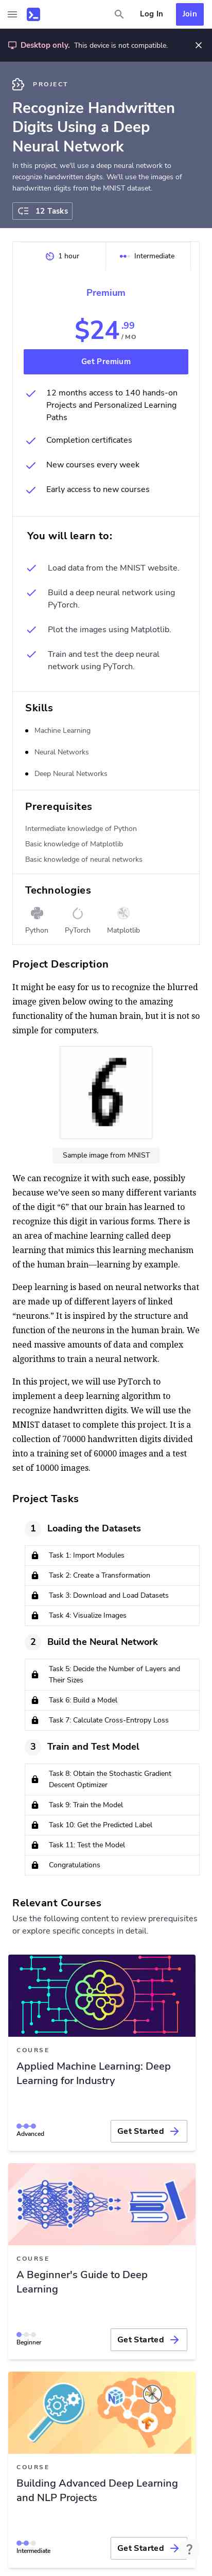 Log In
Join
Desktop only. This device is not compatible.
PROJECT
Recognize Handwritten
Digits Using a Deep
Neural Network
In this project, we'll use a deep neural network to
recognize handwritten digits. We'll use the images of
handwritten digits from the MNIST dataset.
12 Tasks
1 hour
Intermediate
Premium
$24.99
/MO
Get Premium
12 months access to 140 hands-on
Projects and Personalized Learning
Paths
Completion certificates
New courses every week
Early access to new courses
You will learn to:
Load data from the MNIST website.
Build a deep neural network using
PyTorch.
Plot the images using Matplotlib.
Train and test the deep neural
network using PyTorch.
Skills
Machine Learning
Neural Networks
Deep Neural Networks
Prerequisites
Intermediate knowledge of Python
Basic knowledge of Matplotlib
Basic knowledge of neural networks
Technologies
Python
PyTorch
Matplotlib
Project Description
It might be easy for us to recognize the blurred
image given below owing to the amazing
functionality of the human brain, but it is not so
simple for computers.
6
Sample image from MNIST
We can recognize it with such ease, possibly
because we've seen so many different variants
of the digit “6” that our brain has learned to
recognize this digit in various forms. There is
an area of machine learning called deep
learning that mimics this learning mechanism
of the human brain—learning by example.
Deep learning is based on neural networks that
are made up of different layers of linked
“neurons.” It is inspired by the structure and
function of the neurons in the human brain. We
need massive amounts of data and complex
algorithms to train a neural network.
In this project, we will use PyTorch to
implement a deep learning algorithm to
recognize handwritten digits. We will use the
MNIST dataset to complete this project. It is a
collection of 70000 handwritten digits divided
into a training set of 60000 images and a test
set of 10000 images.
Project Tasks
1 Loading the Datasets
Task 1: Import Modules
Task 2: Create a Transformation
Task 3: Download and Load Datasets
Task 4: Visualize Images
2 Build the Neural Network
Task 5: Decide the Number of Layers and
Their Sizes
Task 6: Build a Model
Task 7: Calculate Cross-Entropy Loss
3 Train and Test Model
Task 8: Obtain the Stochastic Gradient
Descent Optimizer
Task 9: Train the Model
Task 10: Get the Predicted Label
Task 11: Test the Model
Congratulations
Relevant Courses
Use the following content to review prerequisites
or explore specific concepts in detail.
COURSE
Applied Machine Learning: Deep
Learning for Industry
Advanced
Get Started
COURSE
A Beginner's Guide to Deep
Learning
Beginner
Get Started
COURSE
Building Advanced Deep Learning
and NLP Projects
Intermediate
Get Started
?